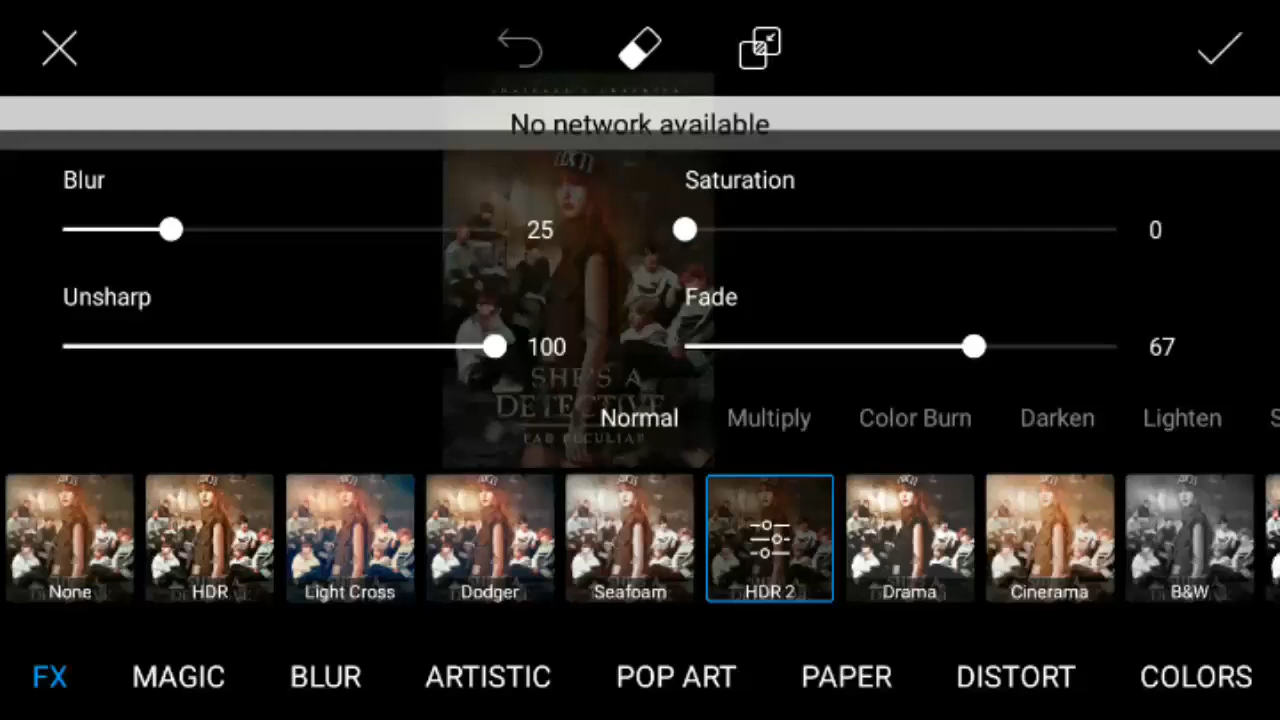 No network available
Blur
25
Saturation
0
Unsharp
100
Fade
67
SHE'S A
DETECTIVE
Normal Multiply Color Burn Darken Lighten S
None HDR Light Cross Dodger Seafoam HDR 2 Drama Cinerama B&W
FX MAGIC BLUR ARTISTIC POP ART PAPER DISTORT COLORS